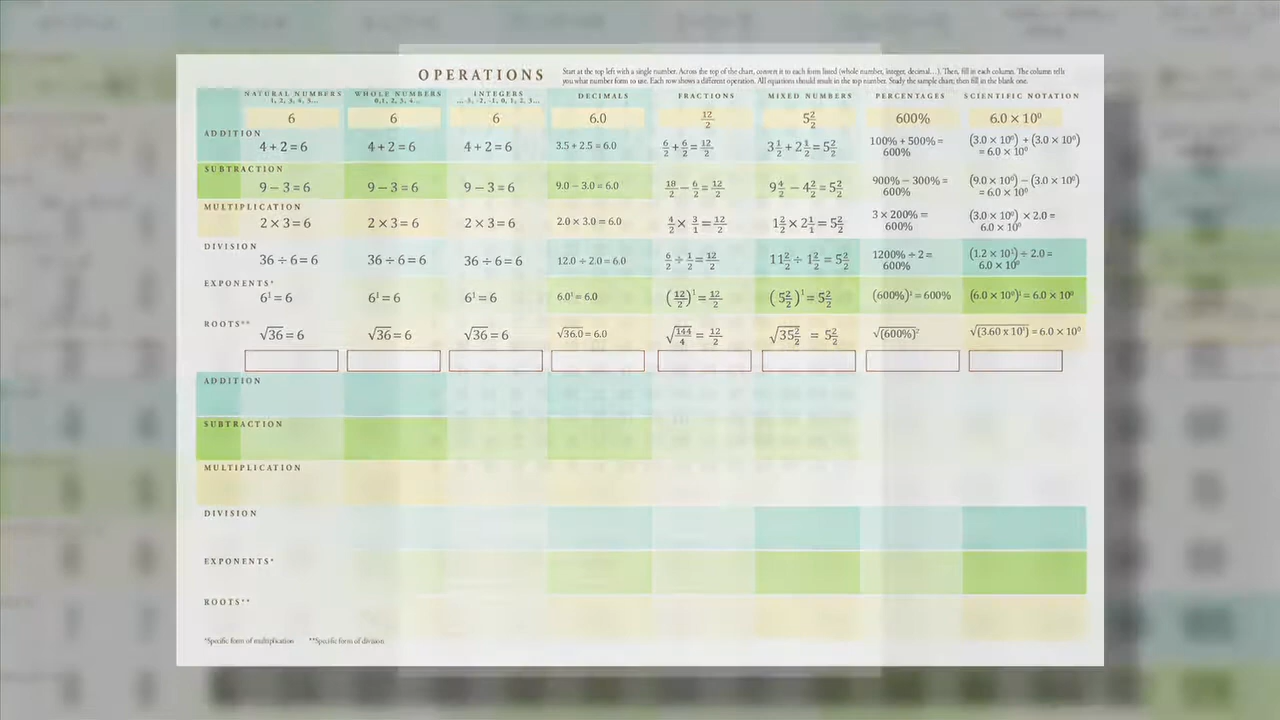 OPERATIONS
Start at the top left with a single number. Across the top of the chart, convert it to each form listed (whole number, integer, decimal...). Then, fill in each column. The column tells
you what number form to use. Each row shows a different operation. All equations should result in the top number. Study the sample chart; then fill in the blank one.
NATURAL NUMBERS WHOLE NUMBERS INTEGERS DECIMALS FRACTIONS MIXED NUMBERS PERCENTAGES SCIENTIFIC NOTATION
1, 2, 3, 4, 5... 0,1, 2, 3, 4... ...-3, -2, -1, 0, 1, 2, 3...
6 6 6 6.0 12/2 5 2/2 600% 6.0 × 10⁰
ADDITION
4 + 2 = 6 4 + 2 = 6 4 + 2 = 6 3.5 + 2.5 = 6.0 6/2 + 6/2 = 12/2 3 1/2 + 2 1/2 = 5 2/2 100% + 500% = 600% (3.0 × 10⁰) + (3.0 × 10⁰) = 6.0 × 10⁰
SUBTRACTION
9 − 3 = 6 9 − 3 = 6 9 − 3 = 6 9.0 − 3.0 = 6.0 18/2 − 6/2 = 12/2 9 4/2 − 4 2/2 = 5 2/2 900% − 300% = 600% (9.0 × 10⁰) − (3.0 × 10⁰) = 6.0 × 10⁰
MULTIPLICATION
2 × 3 = 6 2 × 3 = 6 2 × 3 = 6 2.0 × 3.0 = 6.0 4/2 × 3/1 = 12/2 1 2/2 × 2 1/1 = 5 2/2 3 × 200% = 600% (3.0 × 10⁰) × 2.0 = 6.0 × 10⁰
DIVISION
36 ÷ 6 = 6 36 ÷ 6 = 6 36 ÷ 6 = 6 12.0 ÷ 2.0 = 6.0 6/2 ÷ 1/2 = 12/2 11 2/2 ÷ 1 2/2 = 5 2/2 1200% ÷ 2 = 600% (1.2 × 10¹) ÷ 2.0 = 6.0 × 10⁰
EXPONENTS*
6¹ = 6 6¹ = 6 6¹ = 6 6.0¹ = 6.0 (12/2)¹ = 12/2 (5 2/2)¹ = 5 2/2 (600%)¹ = 600% (6.0 × 10⁰)¹ = 6.0 × 10⁰
ROOTS**
√36 = 6 √36 = 6 √36 = 6 √36.0 = 6.0 √144/4 = 12/2 √35 2/2 = 5 2/2 √(600%)² √(3.60 x 10¹) = 6.0 × 10⁰
ADDITION
SUBTRACTION
MULTIPLICATION
DIVISION
EXPONENTS*
ROOTS**
*Specific form of multiplication **Specific form of division